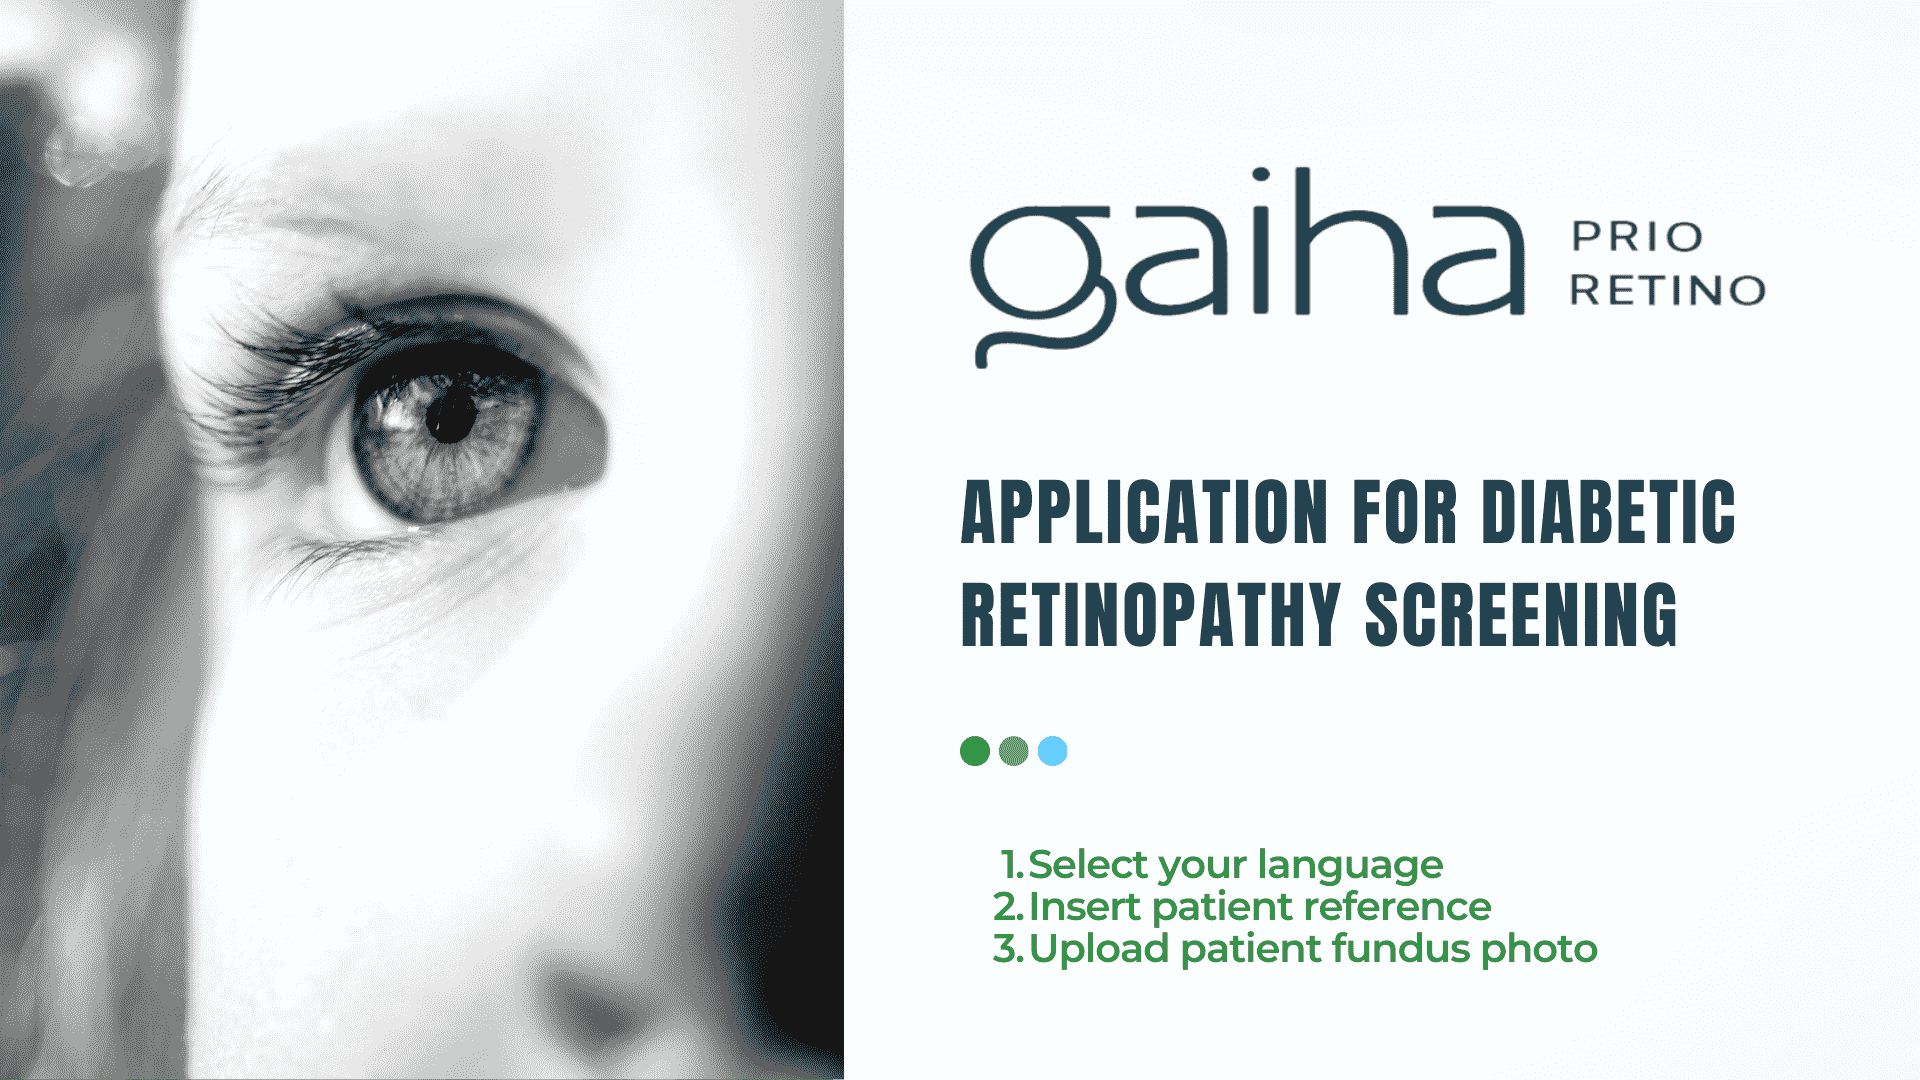 gaiha
PRIO
RETINO
APPLICATION FOR DIABETIC
RETINOPATHY SCREENING
1. Select your language
2. Insert patient reference
3. Upload patient fundus photo